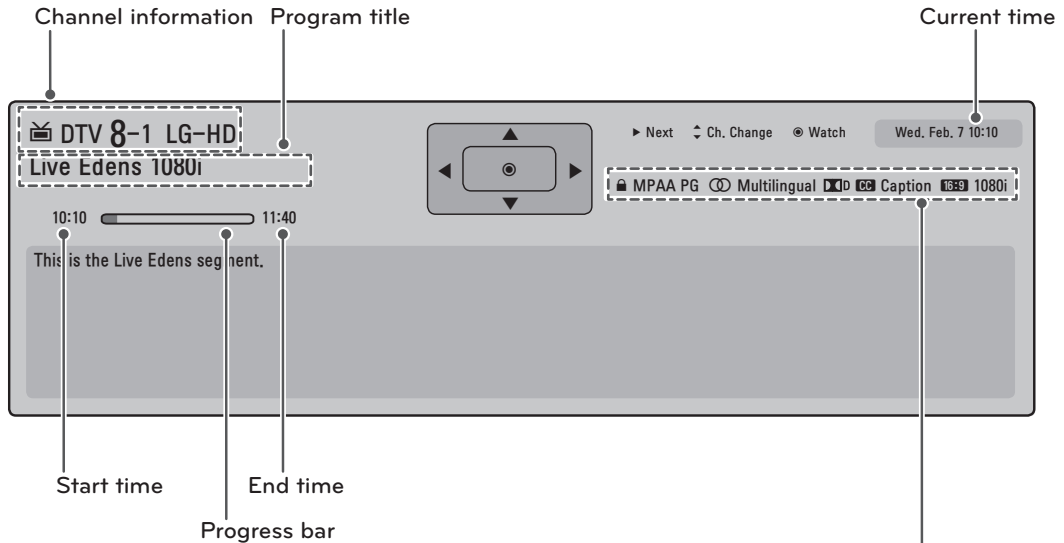 Channel information Program title Current time
DTV 8-1 LG-HD
▶ Next Ch. Change ◉ Watch Wed. Feb. 7 10:10
Live Edens 1080i
MPAA PG Multilingual D CC Caption 16:9 1080i
10:10 11:40
This is the Live Edens segment.
Start time End time
Progress bar